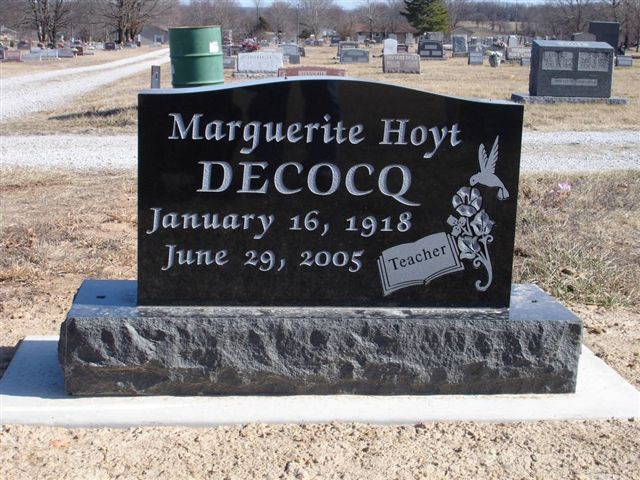 Marguerite Hoyt
DECOCQ
January 16, 1918
June 29, 2005
Teacher